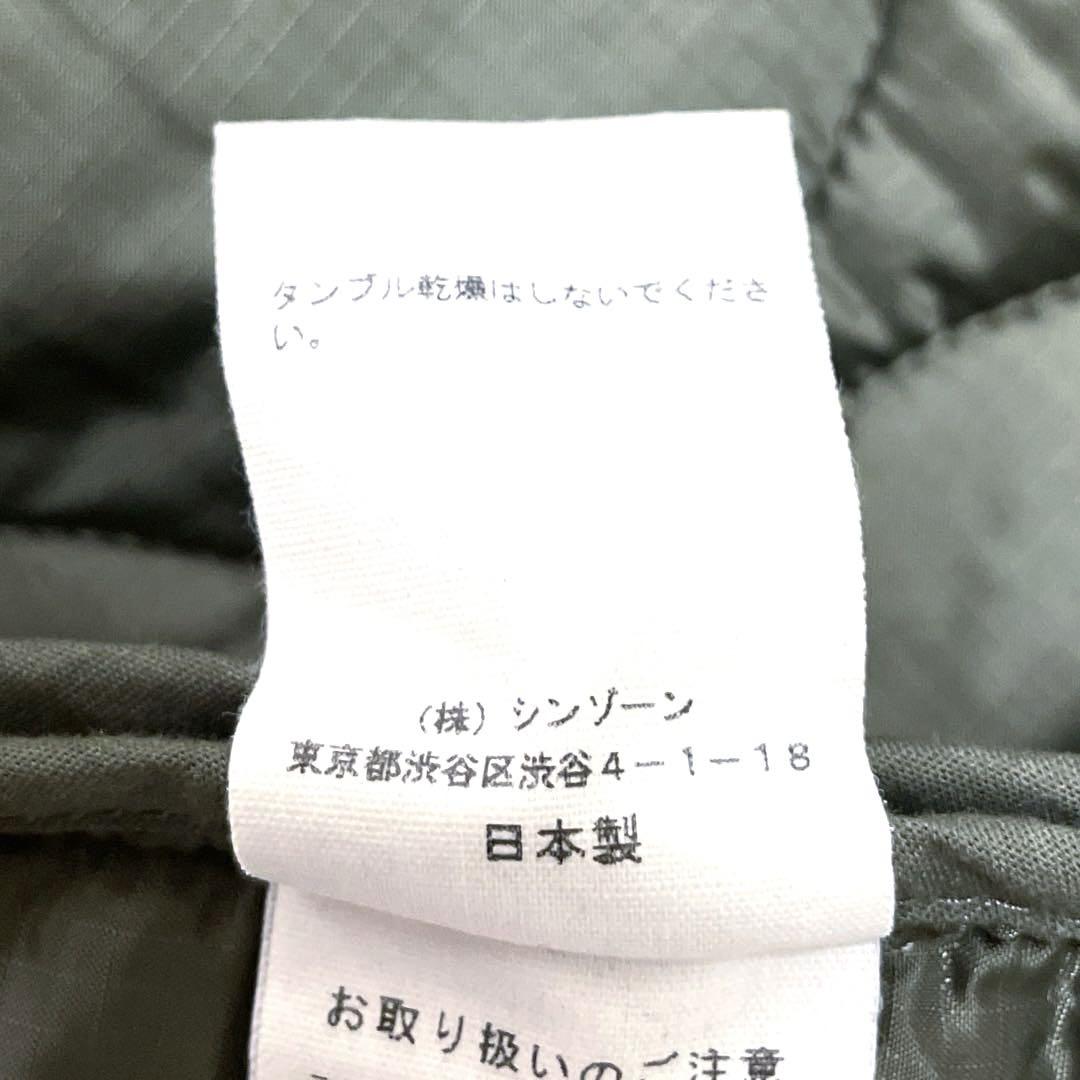 タンブル乾燥はしないでくださ
い。
(株) シンゾーン
東京都渋谷区渋谷4-1-18
日本製
お取り扱いのご注意